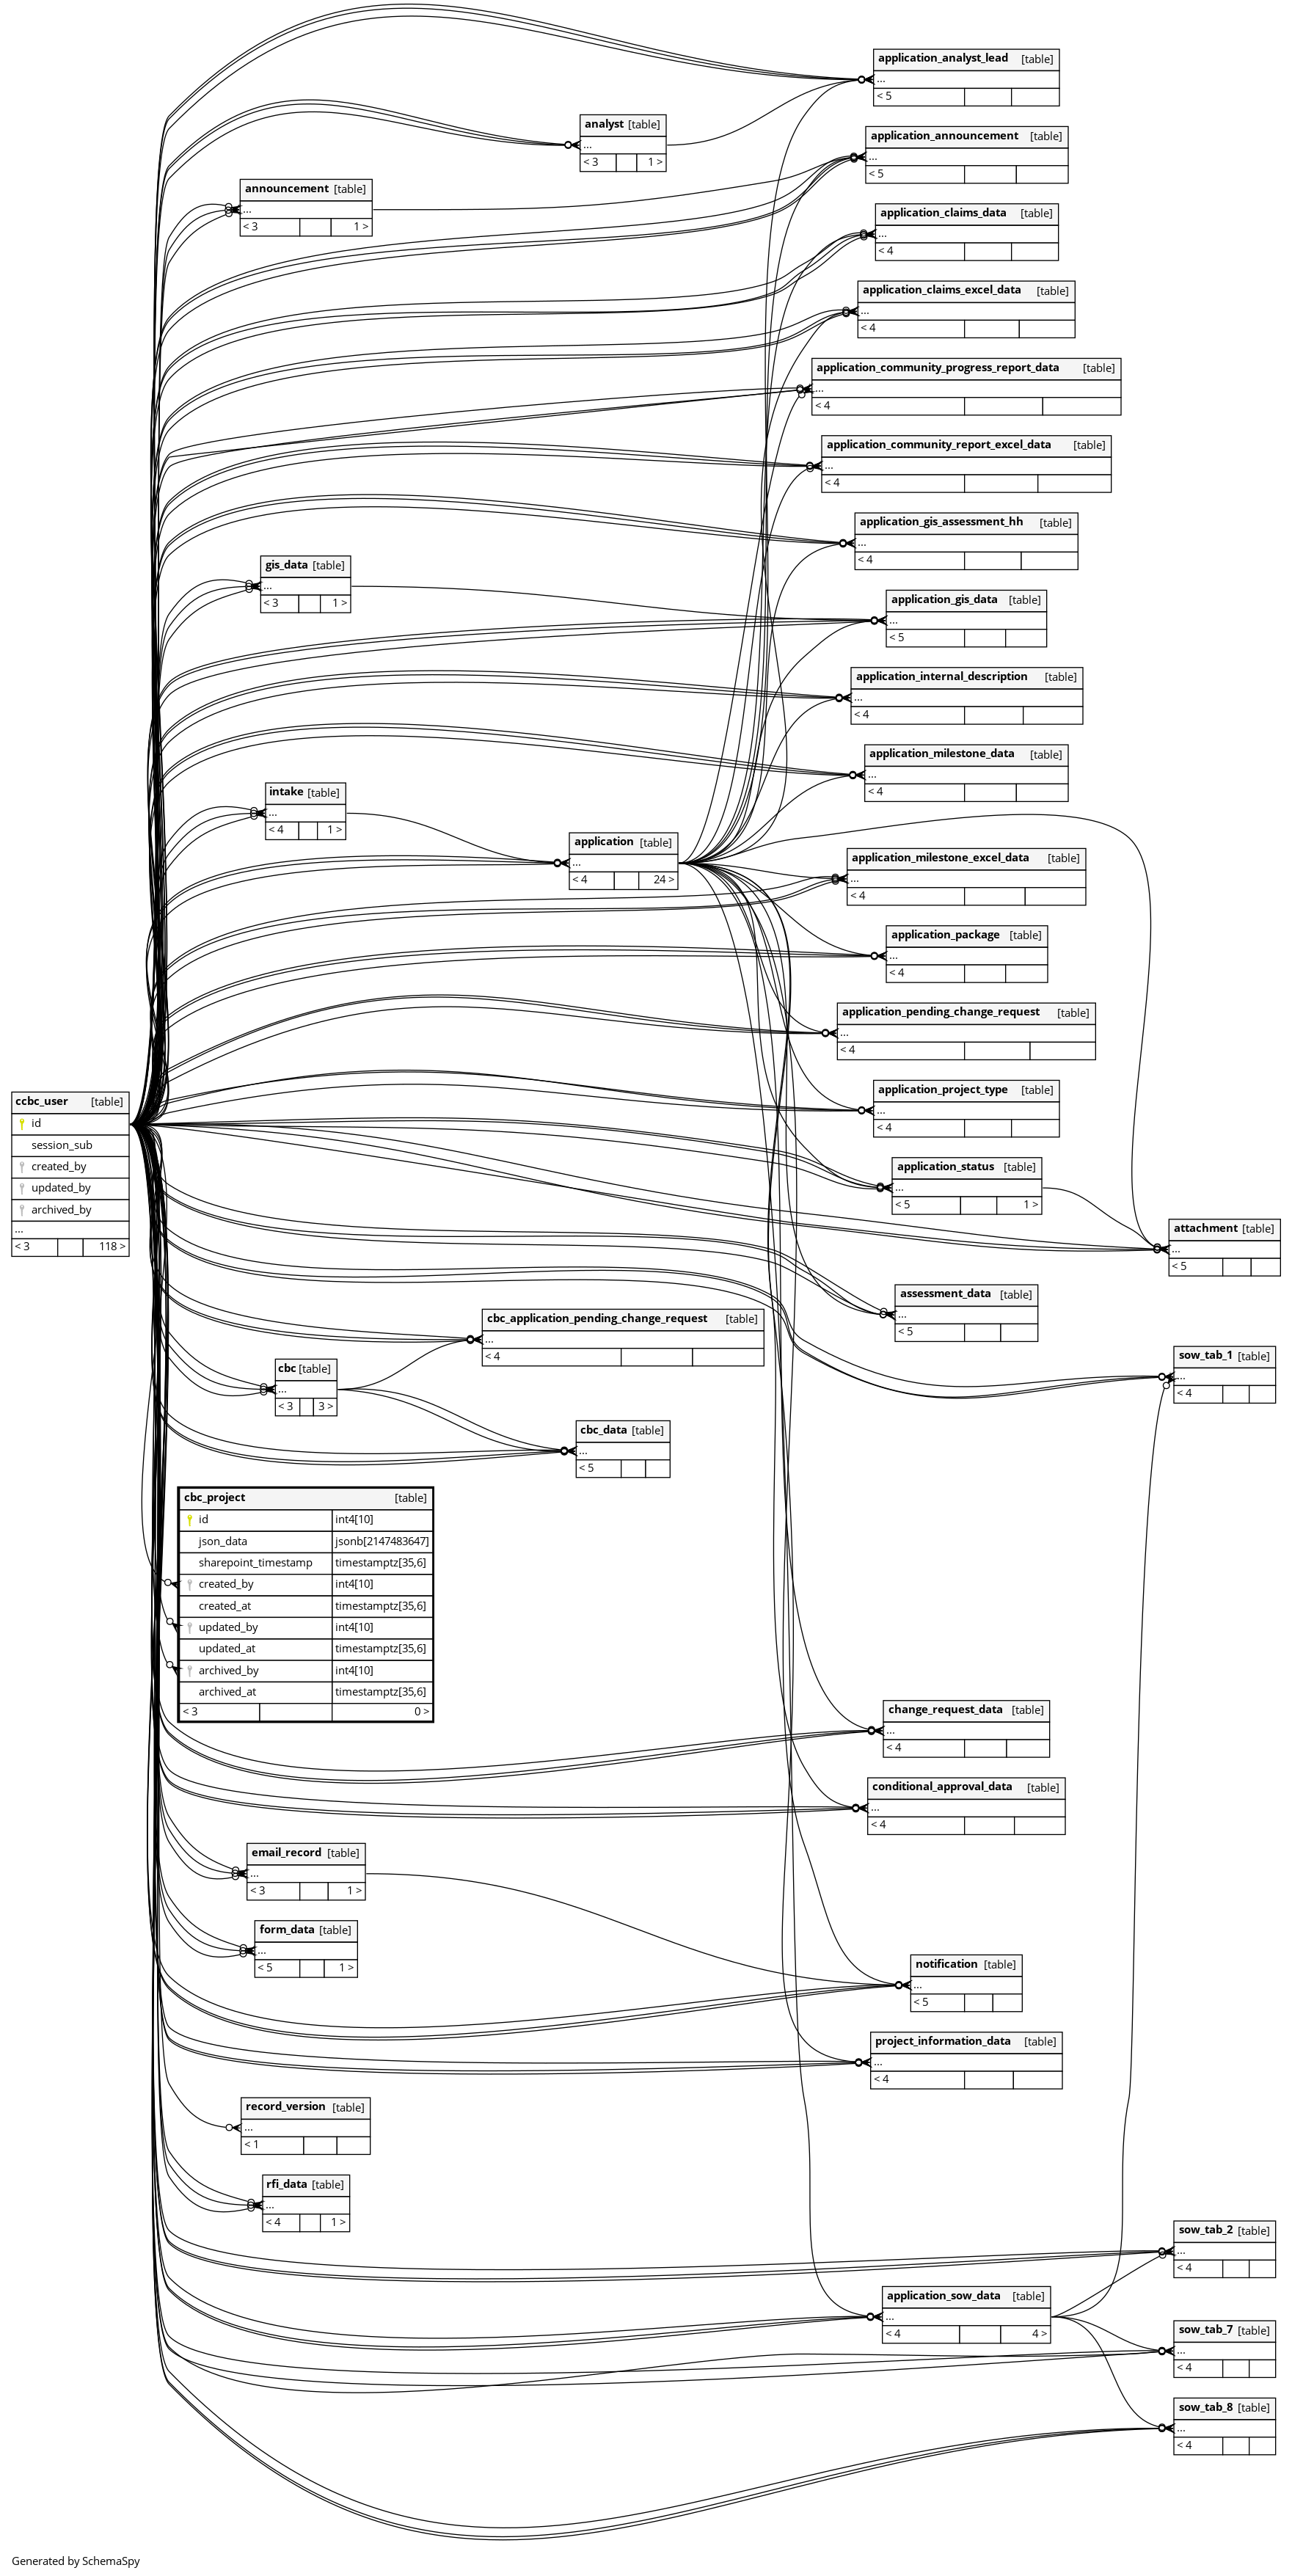 application_analyst_lead [table]
...
< 5
analyst [table]
...
< 3 1 >
application_announcement [table]
...
< 5
announcement [table]
...
< 3 1 >
application_claims_data [table]
...
< 4
application_claims_excel_data [table]
...
< 4
application_community_progress_report_data [table]
...
< 4
application_community_report_excel_data [table]
...
< 4
application_gis_assessment_hh [table]
...
< 4
gis_data [table]
...
< 3 1 >
application_gis_data [table]
...
< 5
application_internal_description [table]
...
< 4
application_milestone_data [table]
...
< 4
intake [table]
...
< 4 1 >
application [table]
...
< 4 24 >
application_milestone_excel_data [table]
...
< 4
application_package [table]
...
< 4
application_pending_change_request [table]
...
< 4
application_project_type [table]
...
< 4
ccbc_user [table]
id
session_sub
created_by
updated_by
archived_by
...
< 3 118 >
application_status [table]
...
< 5 1 >
attachment [table]
...
< 5
assessment_data [table]
...
< 5
cbc_application_pending_change_request [table]
...
< 4
sow_tab_1 [table]
...
< 4
cbc [table]
...
< 3 3 >
cbc_data [table]
...
< 5
cbc_project [table]
id int4[10]
json_data jsonb[2147483647]
sharepoint_timestamp timestamptz[35,6]
created_by int4[10]
created_at timestamptz[35,6]
updated_by int4[10]
updated_at timestamptz[35,6]
archived_by int4[10]
archived_at timestamptz[35,6]
< 3 0 >
change_request_data [table]
...
< 4
conditional_approval_data [table]
...
< 4
email_record [table]
...
< 3 1 >
form_data [table]
...
< 5 1 >
notification [table]
...
< 5
project_information_data [table]
...
< 4
record_version [table]
...
< 1
rfi_data [table]
...
< 4 1 >
sow_tab_2 [table]
...
< 4
application_sow_data [table]
...
< 4 4 >
sow_tab_7 [table]
...
< 4
sow_tab_8 [table]
...
< 4
Generated by SchemaSpy